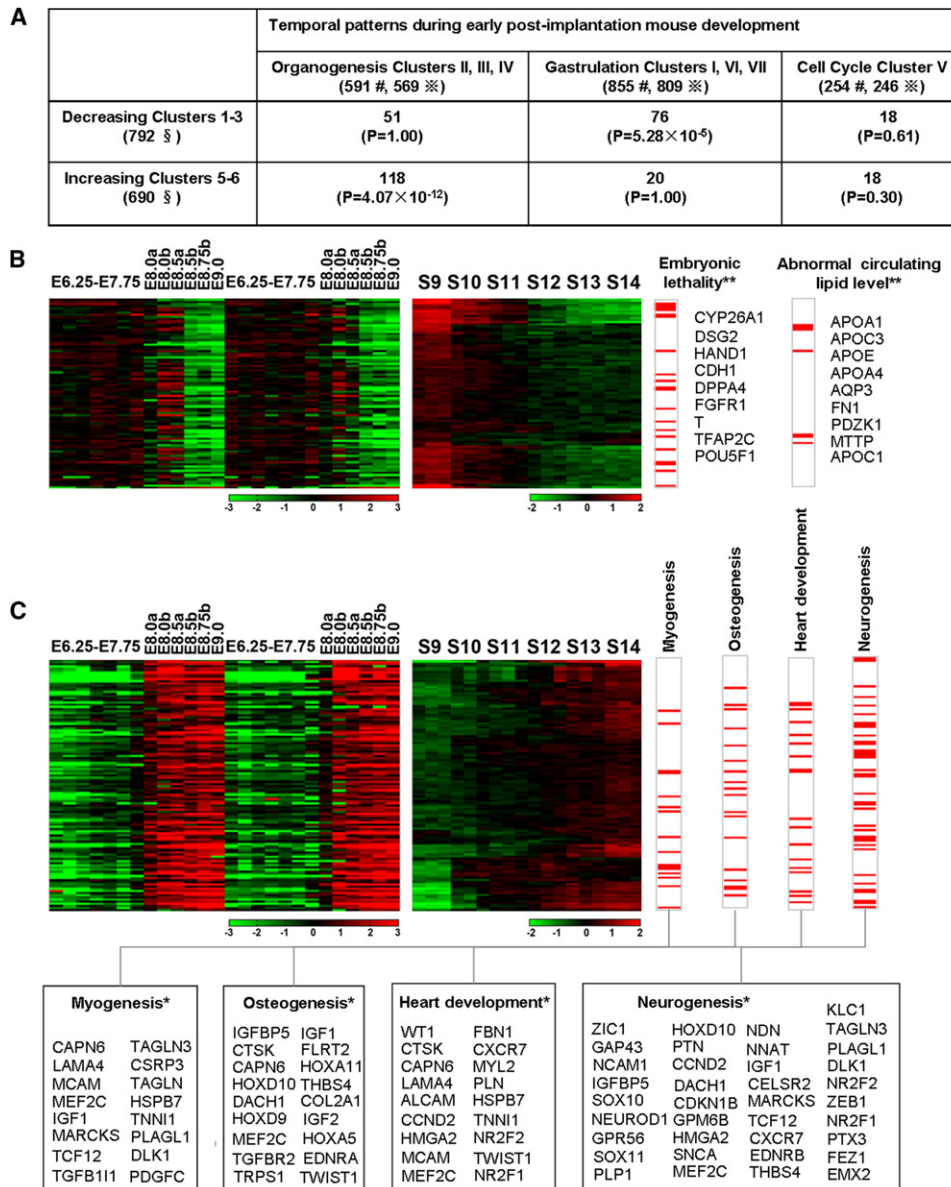 A
Temporal patterns during early post-implantation mouse development
Organogenesis Clusters II, III, IV
(591 #, 569 ※)
Gastrulation Clusters I, VI, VII
(855 #, 809 ※)
Cell Cycle Cluster V
(254 #, 246 ※)
Decreasing Clusters 1-3
(792 §)
51
(P=1.00)
76
(P=5.28×10-5)
18
(P=0.61)
Increasing Clusters 5-6
(690 §)
118
(P=4.07×10-12)
20
(P=1.00)
18
(P=0.30)
B
E6.25-E7.75
E8.0a
E8.0b
E8.5a
E8.5b
E8.75b
E9.0
E6.25-E7.75
E8.0a
E8.0b
E8.5a
E8.5b
E8.75b
E9.0
S9 S10 S11 S12 S13 S14
-3 -1 0 1 3
-2 -1 0 1 2
Embryonic
lethality**
CYP26A1
DSG2
HAND1
CDH1
DPPA4
FGFR1
T
TFAP2C
POU5F1
Abnormal circulating
lipid level**
APOA1
APOC3
APOE
APOA4
AQP3
FN1
PDZK1
MTTP
APOC1
C
E6.25-E7.75
E8.0a
E8.0b
E8.5a
E8.5b
E8.75b
E9.0
E6.25-E7.75
E8.0a
E8.0b
E8.5a
E8.5b
E8.75b
E9.0
S9 S10 S11 S12 S13 S14
Myogenesis
Osteogenesis
Heart development
Neurogenesis
-3 -1 0 1 3
-2 -1 0 1 2
Myogenesis*
CAPN6 TAGLN3
LAMA4 CSRP3
MCAM TAGLN
MEF2C HSPB7
IGF1 TNNI1
MARCKS PLAGL1
TCF12 DLK1
TGFB1I1 PDGFC
Osteogenesis*
IGFBP5 IGF1
CTSK FLRT2
CAPN6 HOXA11
HOXD10 THBS4
DACH1 COL2A1
HOXD9 IGF2
MEF2C HOXA5
TGFBR2 EDNRA
TRPS1 TWIST1
Heart development*
WT1 FBN1
CTSK CXCR7
CAPN6 MYL2
LAMA4 PLN
ALCAM HSPB7
CCND2 TNNI1
HMGA2 NR2F2
MCAM TWIST1
MEF2C NR2F1
Neurogenesis*
ZIC1
GAP43
NCAM1
IGFBP5
SOX10
NEUROD1
GPR56
SOX11
PLP1
HOXD10
PTN
CCND2
DACH1
CDKN1B
GPM6B
HMGA2
SNCA
MEF2C
NDN
NNAT
IGF1
CELSR2
MARCKS
TCF12
CXCR7
EDNRB
THBS4
KLC1
TAGLN3
PLAGL1
DLK1
NR2F2
ZEB1
NR2F1
PTX3
FEZ1
EMX2